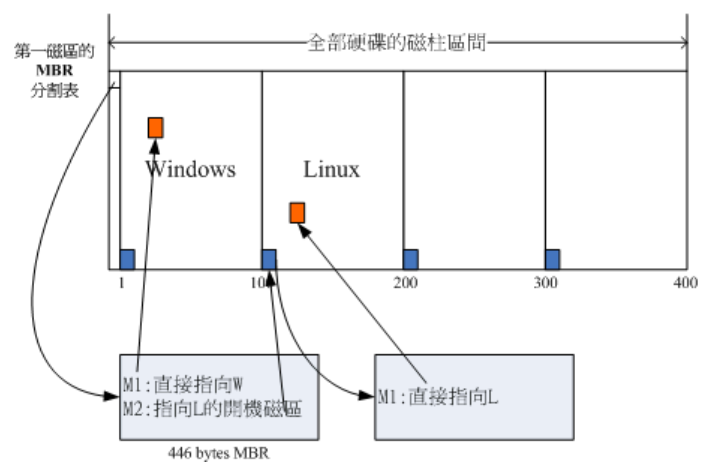 全部硬碟的磁柱區間
第一磁區的
MBR
分割表
Windows
Linux
1
100
200
300
400
M1:直接指向W
M2:指向L的開機磁區
M1:直接指向L
446 bytes MBR